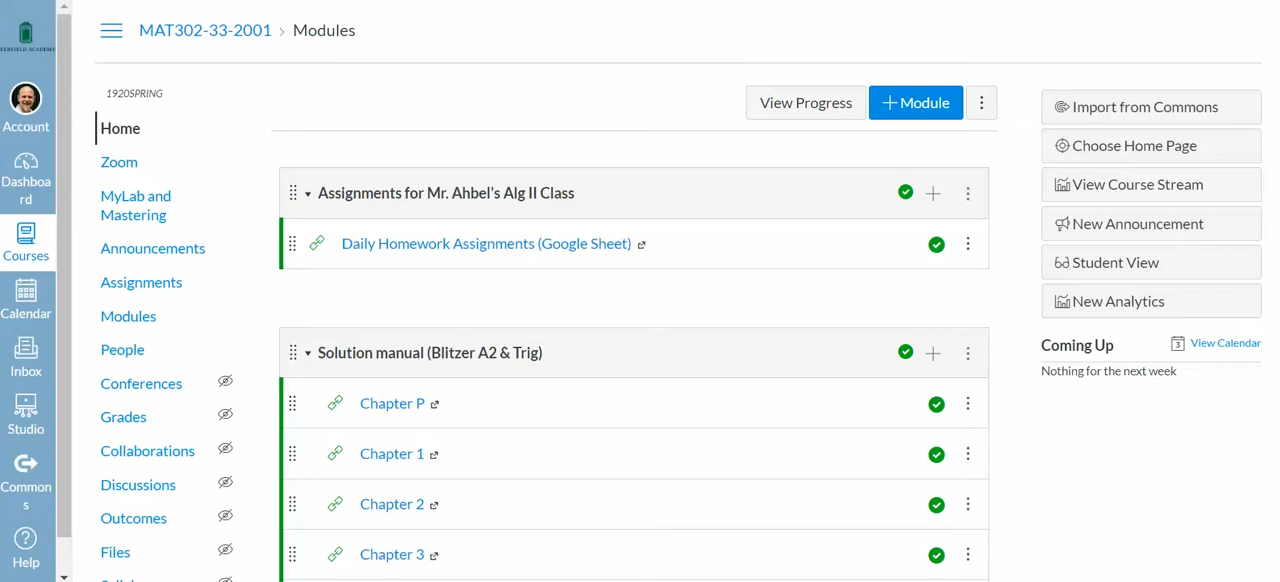 MAT302-33-2001 › Modules
1920SPRING
View Progress
+ Module
Account
Dashboa
rd
Courses
Calendar
Inbox
Studio
Common
s
Help
Home
Zoom
MyLab and
Mastering
Announcements
Assignments
Modules
People
Conferences
Grades
Collaborations
Discussions
Outcomes
Files
Assignments for Mr. Ahbel's Alg II Class
Daily Homework Assignments (Google Sheet)
Solution manual (Blitzer A2 & Trig)
Chapter P
Chapter 1
Chapter 2
Chapter 3
Import from Commons
Choose Home Page
View Course Stream
New Announcement
Student View
New Analytics
Coming Up
3 View Calendar
Nothing for the next week